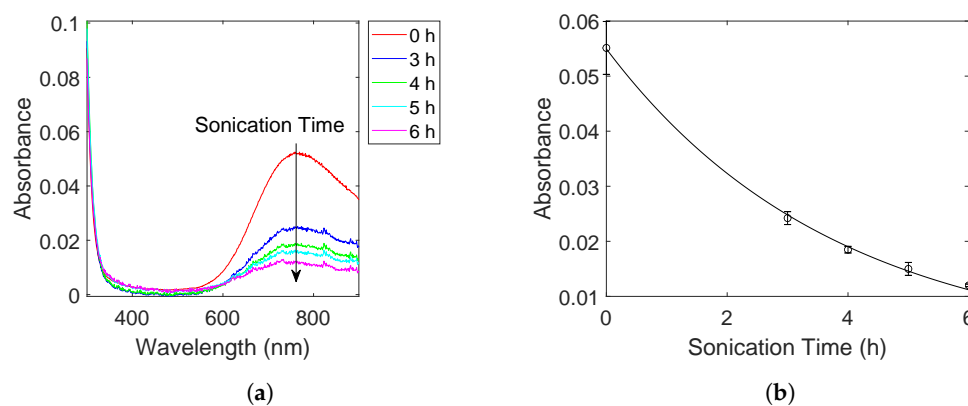 0.1
0.08
0.06
0.04
0.02
0
Absorbance
400
600
800
Wavelength (nm)
Sonication Time
0 h
3 h
4 h
5 h
6 h
(a)
0.06
0.05
0.04
0.03
0.02
0.01
Absorbance
0
2
4
6
Sonication Time (h)
(b)